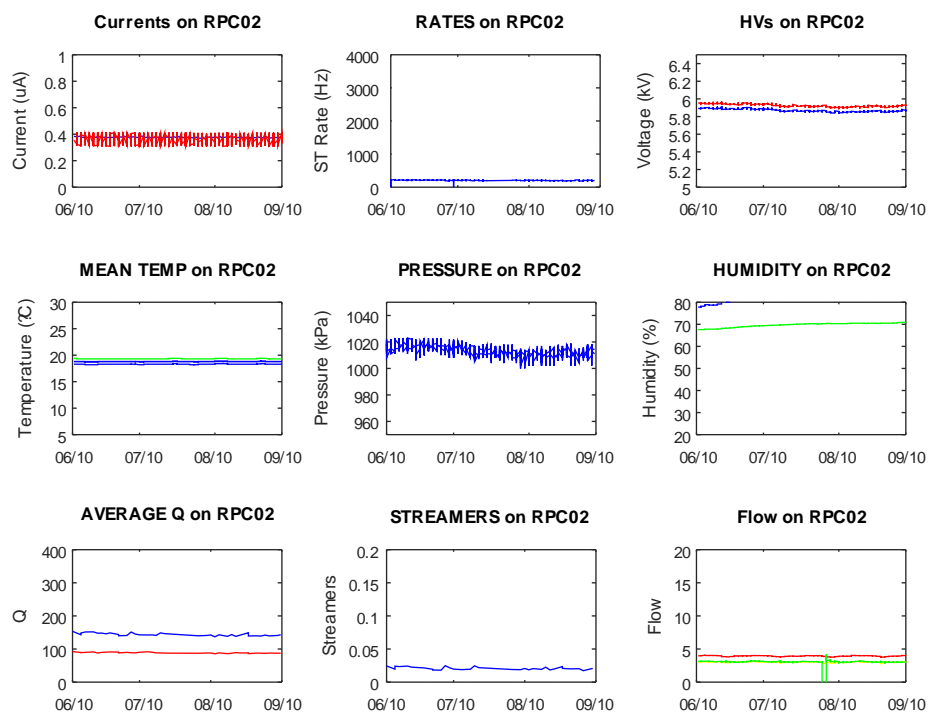 Currents on RPC02
1
0.8
0.6
0.4
0.2
0
Current (uA)
06/10 07/10 08/10 09/10
RATES on RPC02
4000
3000
2000
1000
0
ST Rate (Hz)
06/10 07/10 08/10 09/10
HVs on RPC02
6.4
6.2
6
5.8
5.6
5.4
5.2
5
Voltage (kV)
06/10 07/10 08/10 09/10
MEAN TEMP on RPC02
30
25
20
15
10
5
Temperature (?C)
06/10 07/10 08/10 09/10
PRESSURE on RPC02
1040
1020
1000
980
960
Pressure (kPa)
06/10 07/10 08/10 09/10
HUMIDITY on RPC02
80
70
60
50
40
30
20
Humidity (%)
06/10 07/10 08/10 09/10
AVERAGE Q on RPC02
400
300
200
100
0
Q
06/10 07/10 08/10 09/10
STREAMERS on RPC02
0.2
0.15
0.1
0.05
0
Streamers
06/10 07/10 08/10 09/10
Flow on RPC02
20
15
10
5
0
Flow
06/10 07/10 08/10 09/10